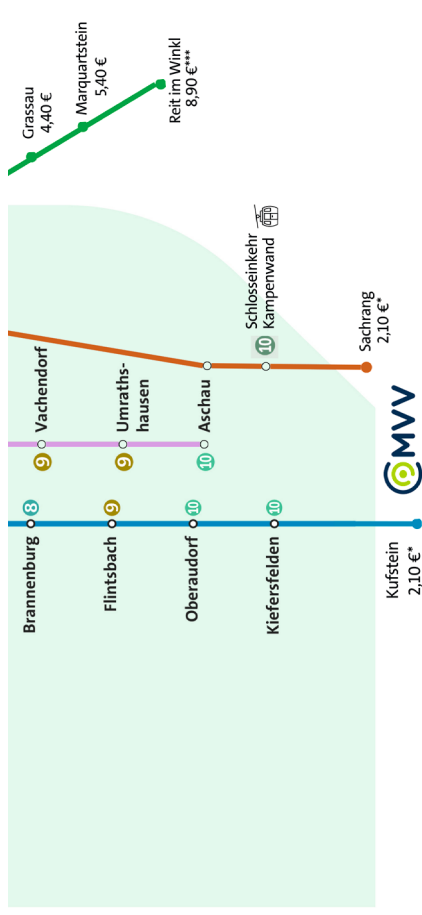 Grassau
4,40 €
Marquartstein
5,40 €
Reit im Winkl
8,90 €***
Schlosseinkehr
10 Kampenwand
Sachrang
2,10 €*
Vachendorf
9
Umraths-
hausen
9
Aschau
10
MVV
Brannenburg 8
Flintsbach 9
Oberaudorf 10
Kiefersfelden 10
Kufstein
2,10 €*